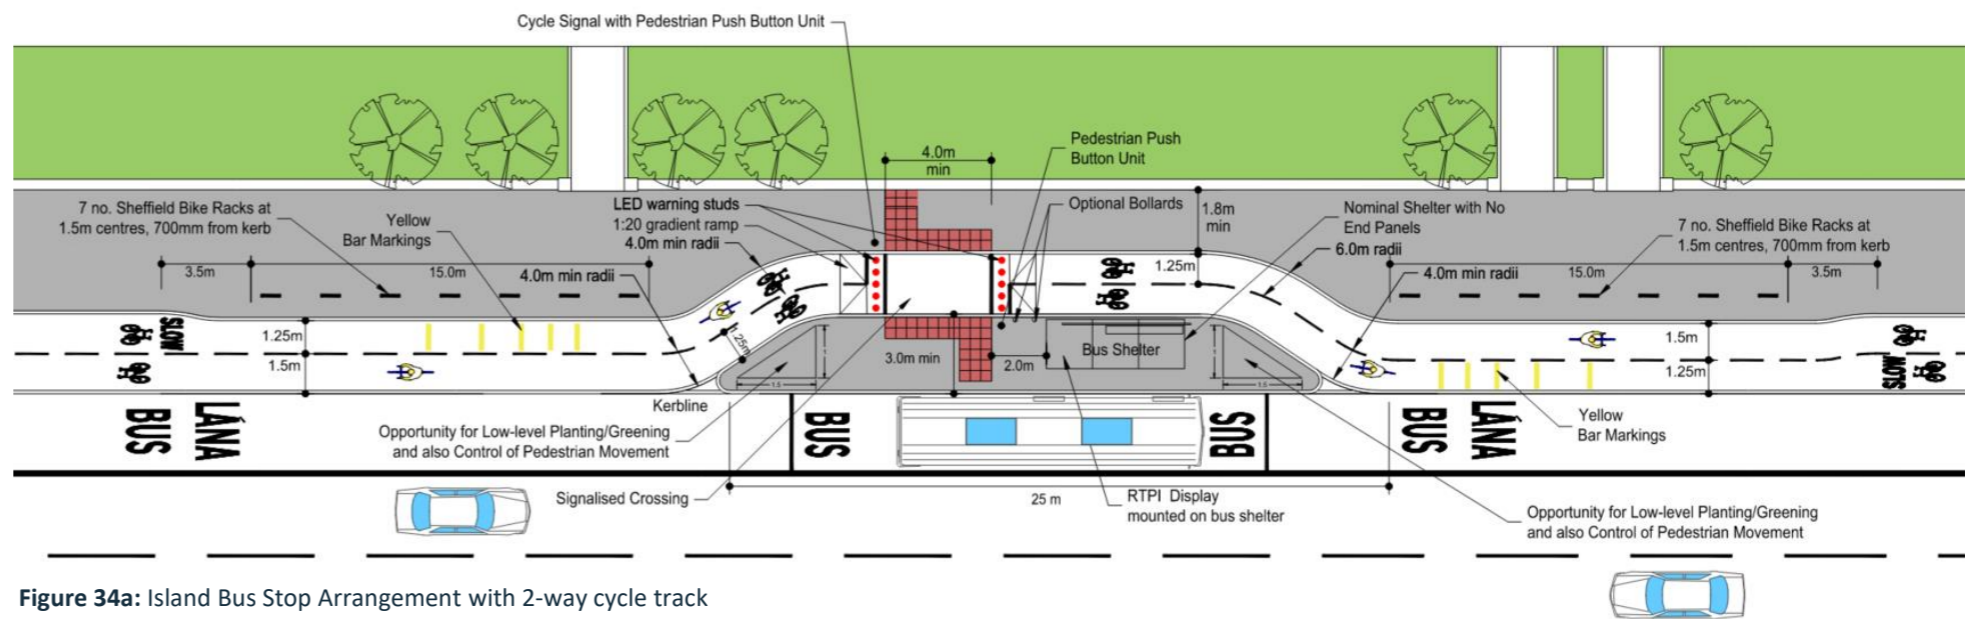 Cycle Signal with Pedestrian Push Button Unit
4.0m
min
Pedestrian Push
Button Unit
7 no. Sheffield Bike Racks at
1.5m centres, 700mm from kerb
Yellow
Bar Markings
LED warning studs
1:20 gradient ramp
4.0m min radii
Optional Bollards
1.8m
min
Nominal Shelter with No
End Panels
6.0m radii
7 no. Sheffield Bike Racks at
1.5m centres, 700mm from kerb
3.5m
15.0m
4.0m min radii
1.25m
4.0m min radii
15.0m
3.5m
SLOW
1.25m
1.5m
1.25m
3.0m min
2.0m
Bus Shelter
1.5
1.5
1.5m
1.25m
SLOW
Kerbline
LÁNA
BUS
Opportunity for Low-level Planting/Greening
and also Control of Pedestrian Movement
BUS
BUS
LÁNA
BUS
Yellow
Bar Markings
Signalised Crossing
25 m
RTPI Display
mounted on bus shelter
Opportunity for Low-level Planting/Greening
and also Control of Pedestrian Movement
Figure 34a: Island Bus Stop Arrangement with 2-way cycle track